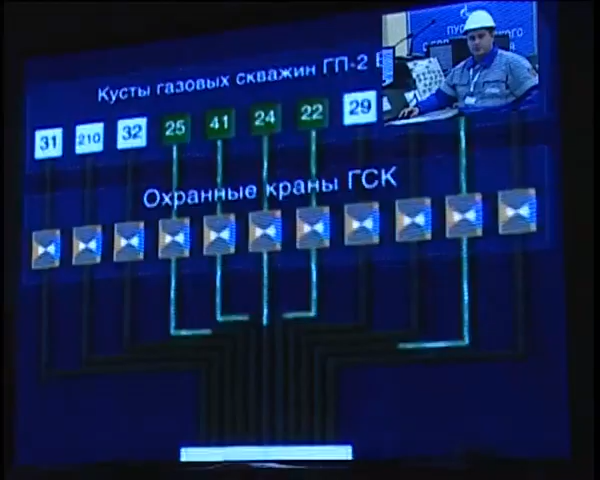 Кусты газовых скважин ГП-2
31 210 32 25 41 24 22 29
Охранные краны ГСК